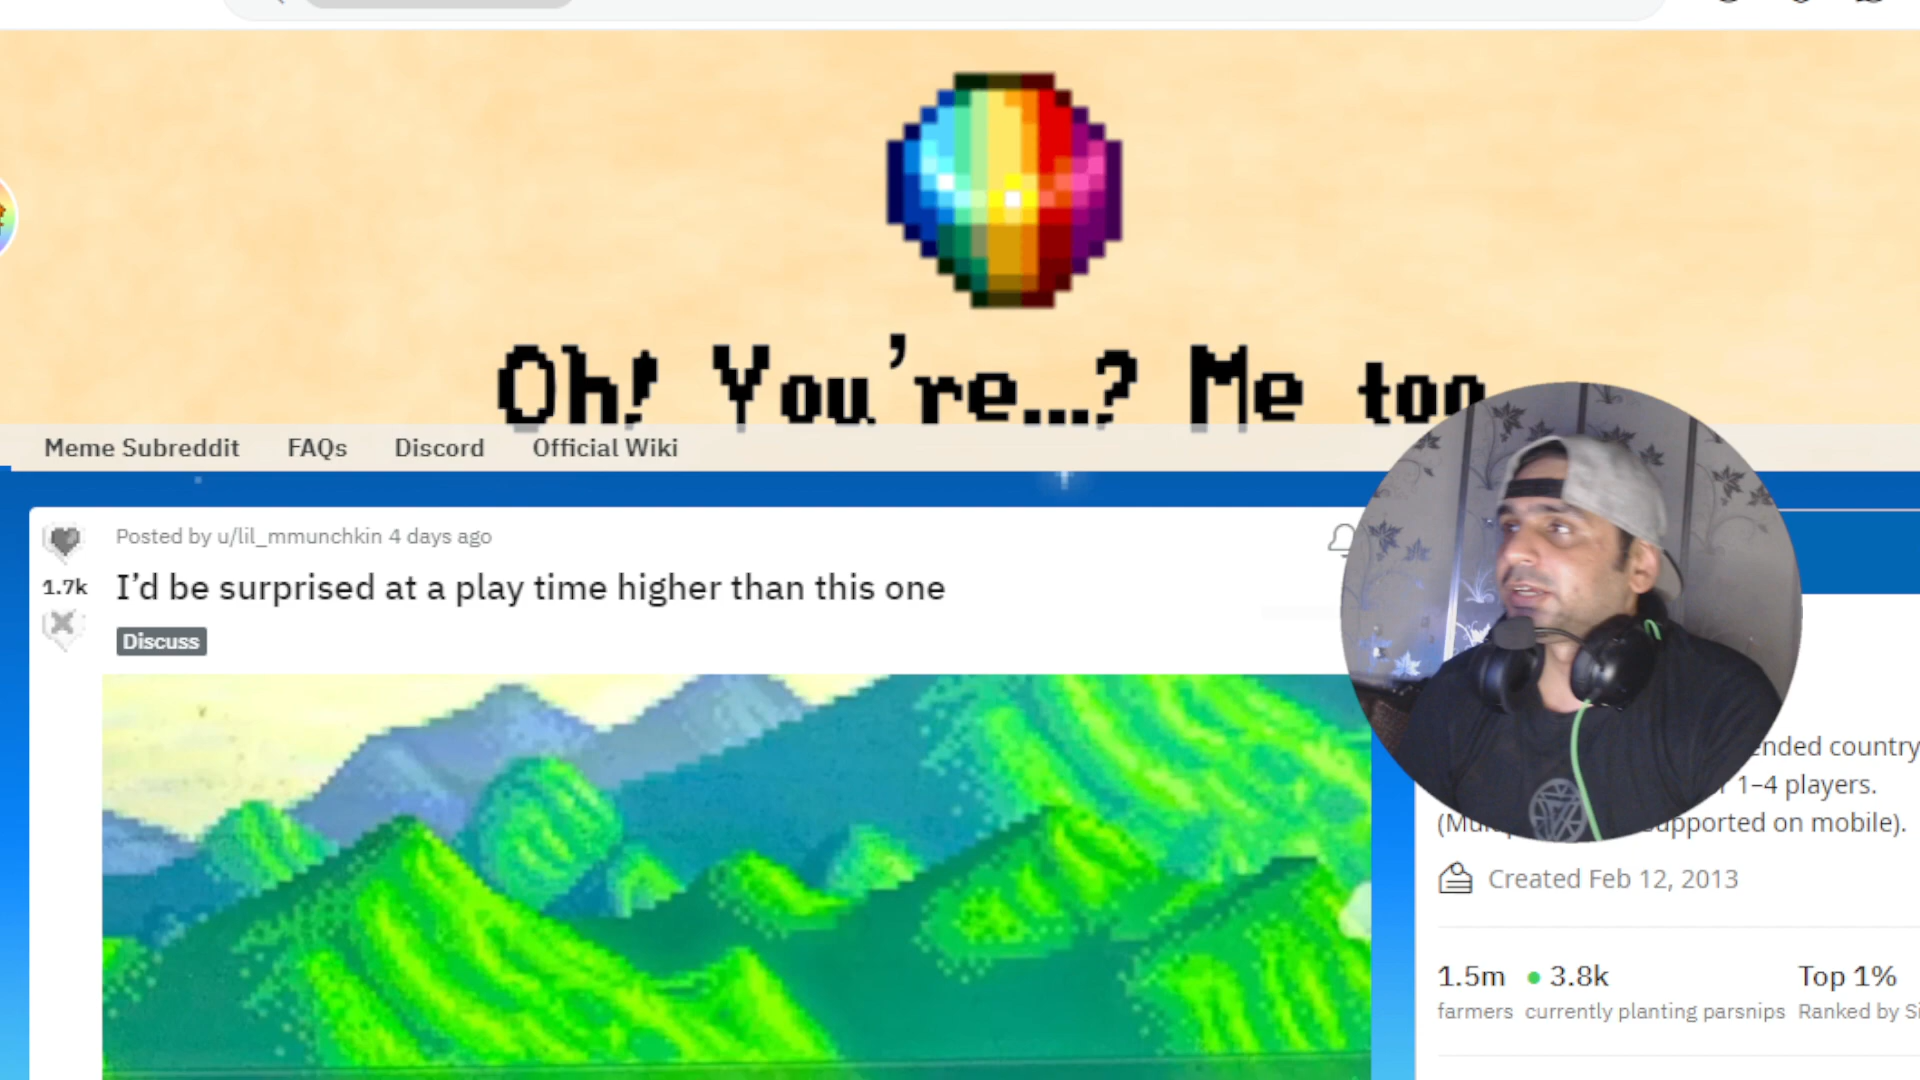 Oh! You're...? Me too
Meme Subreddit FAQs Discord Official Wiki
Posted by u/lil_mmunchkin 4 days ago
1.7k
I’d be surprised at a play time higher than this one
Discuss
ended country
1–4 players.
supported on mobile).
Created Feb 12, 2013
1.5m 3.8k Top 1%
farmers currently planting parsnips Ranked by